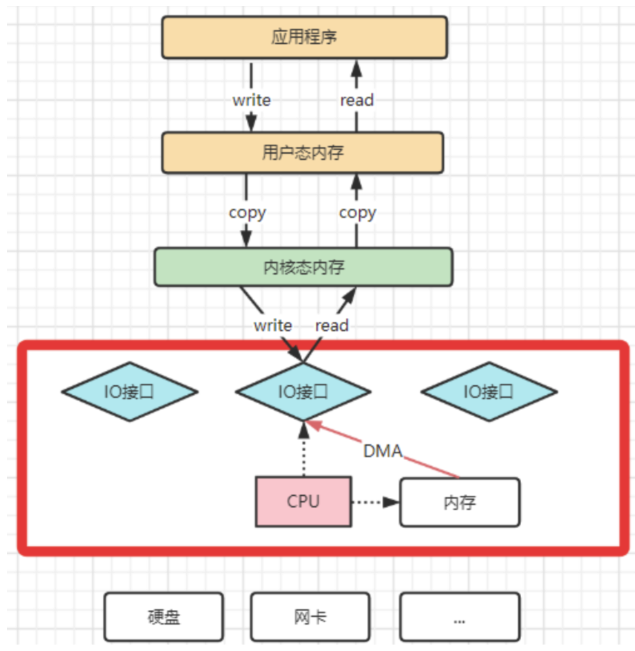 应用程序
write
read
用户态内存
copy
copy
内核态内存
write
read
IO接口
IO接口
IO接口
DMA
CPU
内存
硬盘
网卡
...